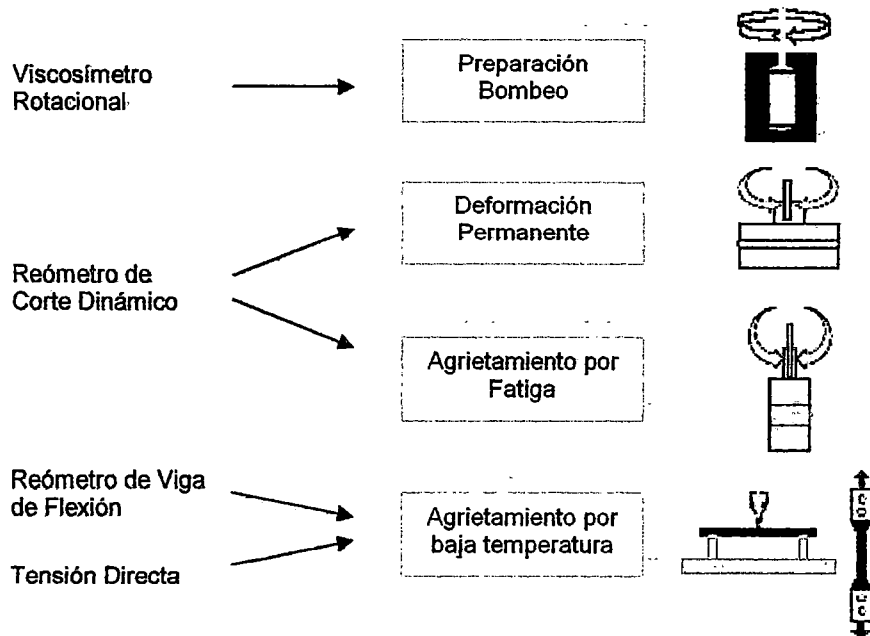 Viscosímetro
Rotacional
Preparación
Bombeo
Deformación
Permanente
Reómetro de
Corte Dinámico
Agrietamiento por
Fatiga
Reómetro de Viga
de Flexión
Agrietamiento por
baja temperatura
Tensión Directa